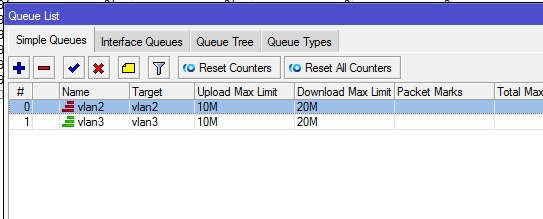 Queue List
Simple Queues Interface Queues Queue Tree Queue Types
Reset Counters Reset All Counters
# Name Target Upload Max Limit Download Max Limit Packet Marks Total Max
0 vlan2 vlan2 10M 20M
1 vlan3 vlan3 10M 20M